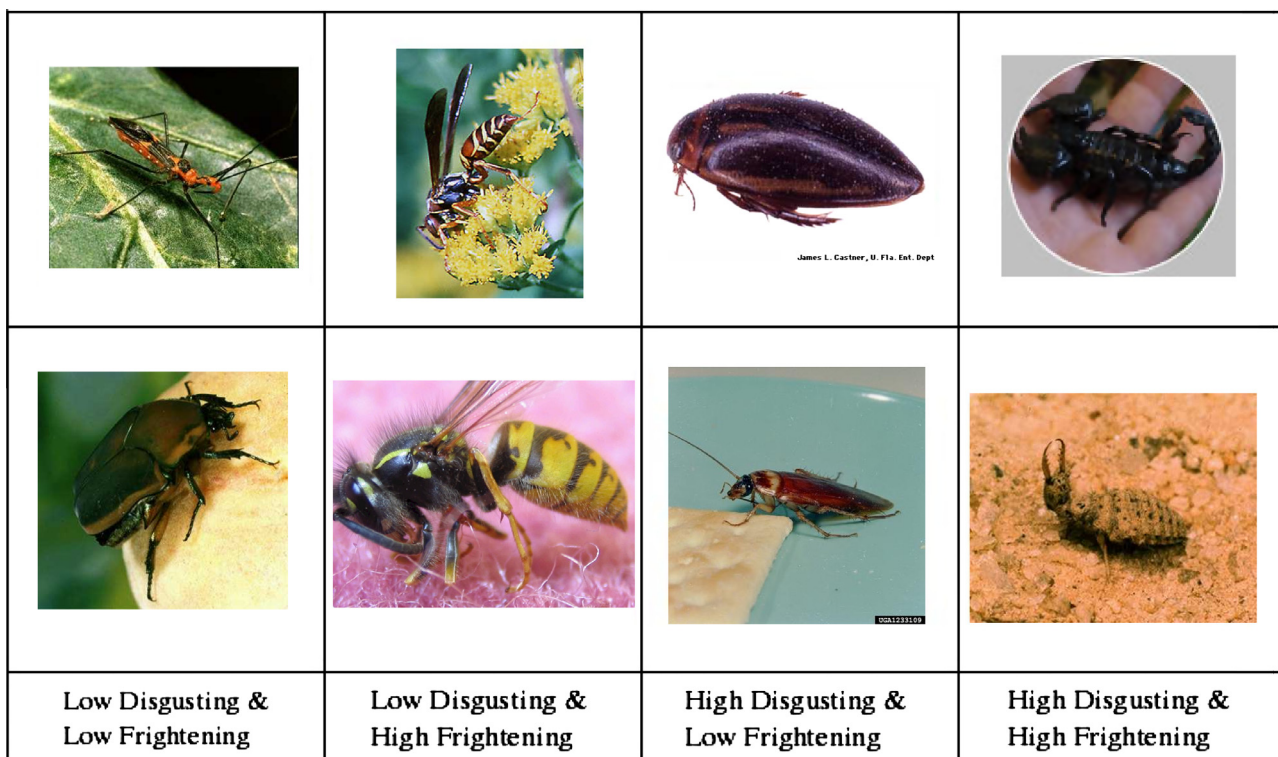 James L. Castner, U. Fla. Ent. Dept
UGA1233109
Low Disgusting &
Low Frightening
Low Disgusting &
High Frightening
High Disgusting &
Low Frightening
High Disgusting &
High Frightening